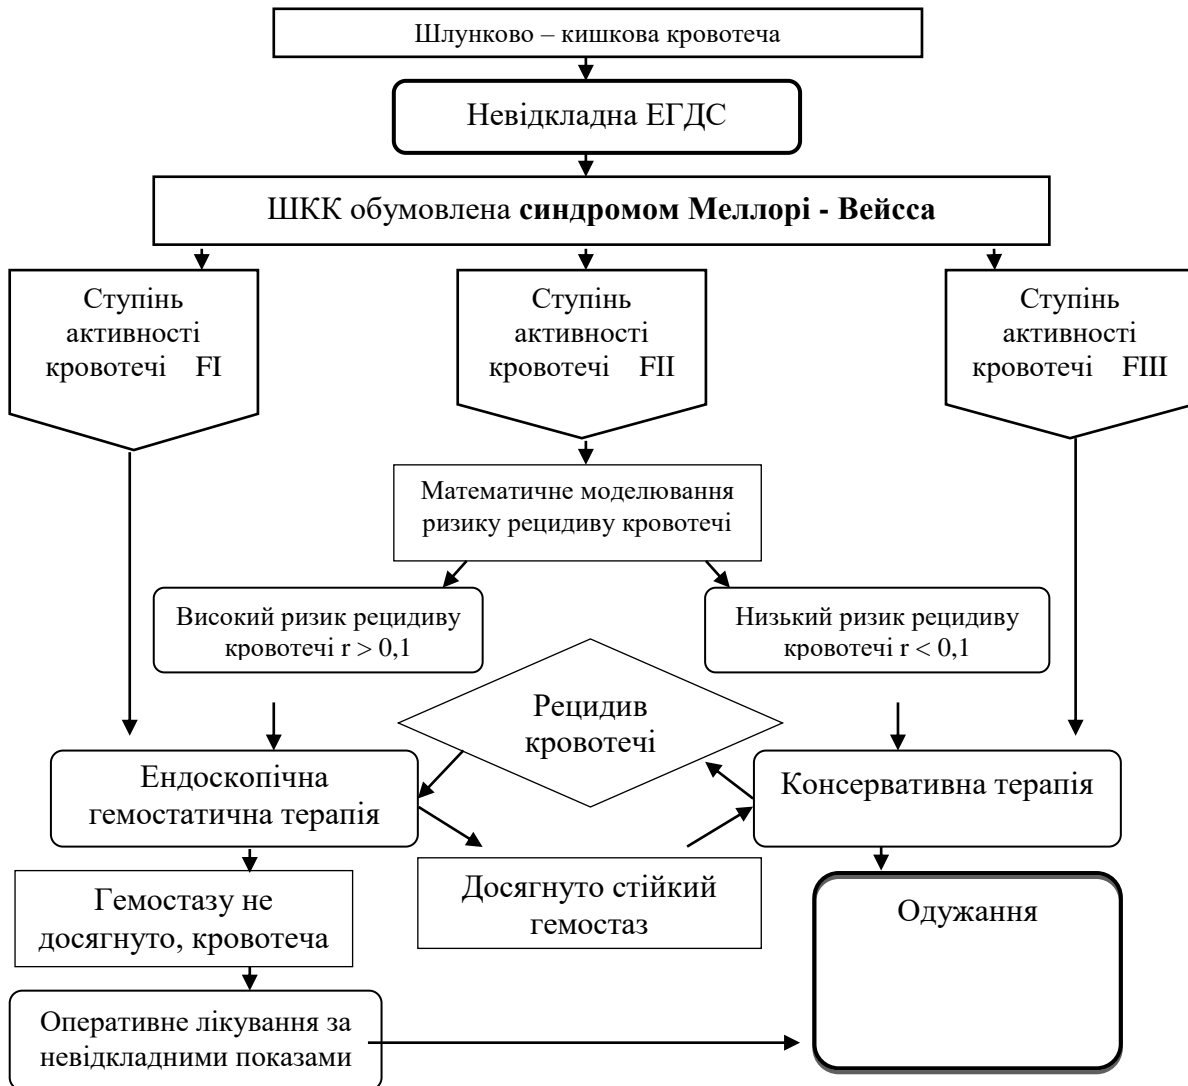 Шлунково – кишкова кровотеча
Невідкладна ЕГДС
ШКК обумовлена синдромом Меллорі - Вейсса
Ступінь
активності
кровотечі FI
Ступінь
активності
кровотечі FII
Ступінь
активності
кровотечі FIII
Математичне моделювання
ризику рецидиву кровотечі
Високий ризик рецидиву
кровотечі r > 0,1
Низький ризик рецидиву
кровотечі r < 0,1
Рецидив
кровотечі
Ендоскопічна
гемостатична терапія
Консервативна терапія
Гемостазу не
досягнуто, кровотеча
Досягнуто стійкий
гемостаз
Одужання
Оперативне лікування за
невідкладними показами